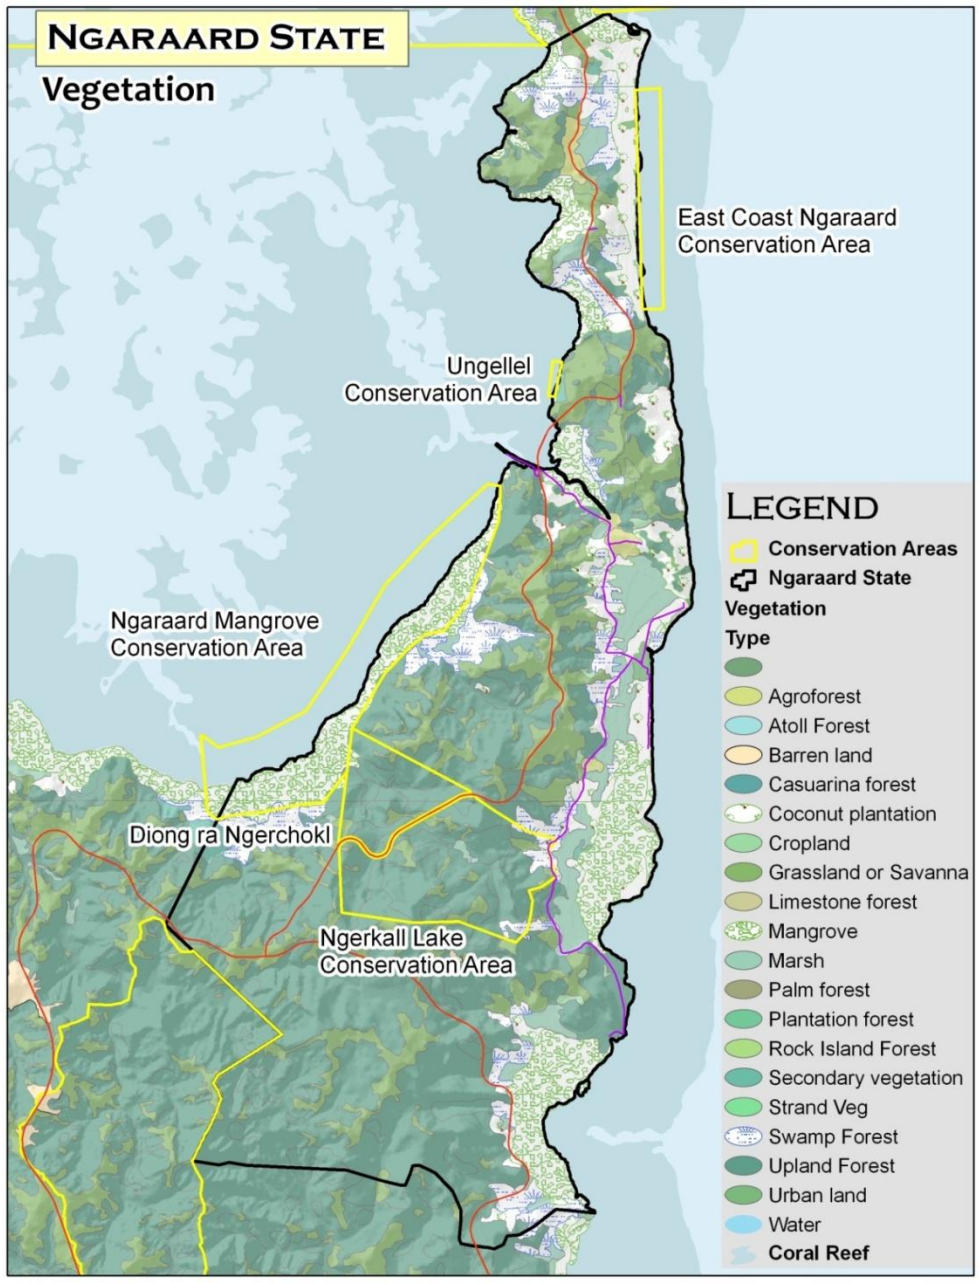 NGARAARD STATE
Vegetation
East Coast Ngaraard
Conservation Area
Ungellel
Conservation Area
Ngaraard Mangrove
Conservation Area
Diong ra Ngerchokl
Ngerkall Lake
Conservation Area
LEGEND
Conservation Areas
Ngaraard State
Vegetation
Type
Agroforest
Atoll Forest
Barren land
Casuarina forest
Coconut plantation
Cropland
Grassland or Savanna
Limestone forest
Mangrove
Marsh
Palm forest
Plantation forest
Rock Island Forest
Secondary vegetation
Strand Veg
Swamp Forest
Upland Forest
Urban land
Water
Coral Reef